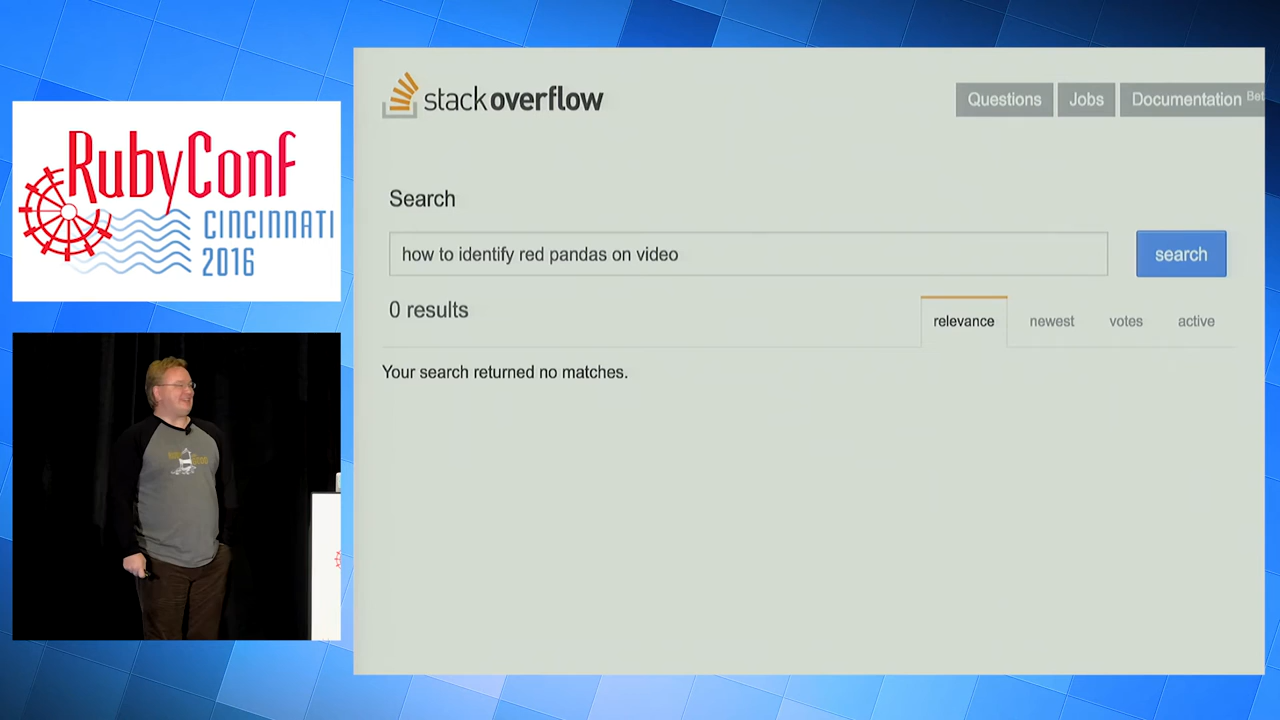 RubyConf
CINCINNATI
2016
stackoverflow
Questions
Jobs
Documentation
Search
how to identify red pandas on video
search
0 results
relevance
newest
votes
active
Your search returned no matches.